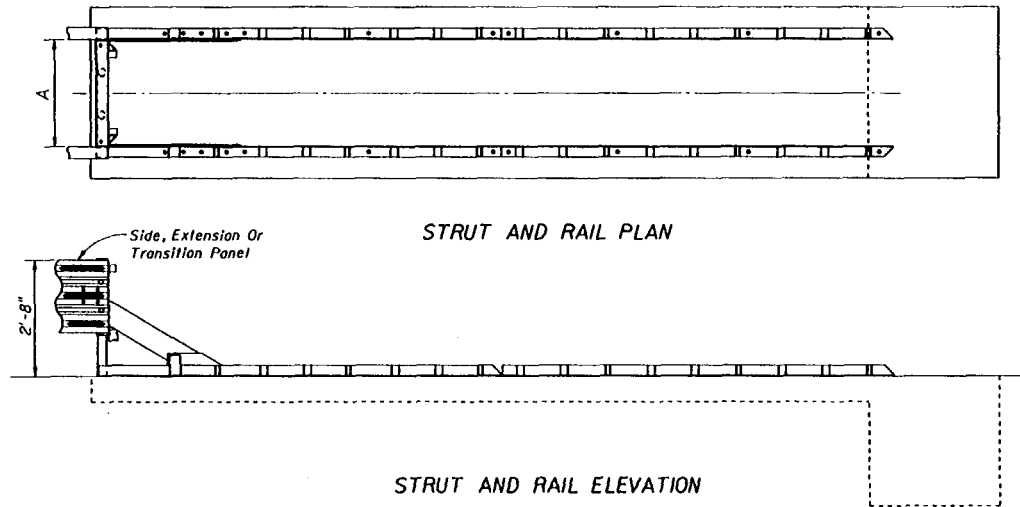 A
STRUT AND RAIL PLAN
Side, Extension Or
Transition Panel
2'-8"
STRUT AND RAIL ELEVATION